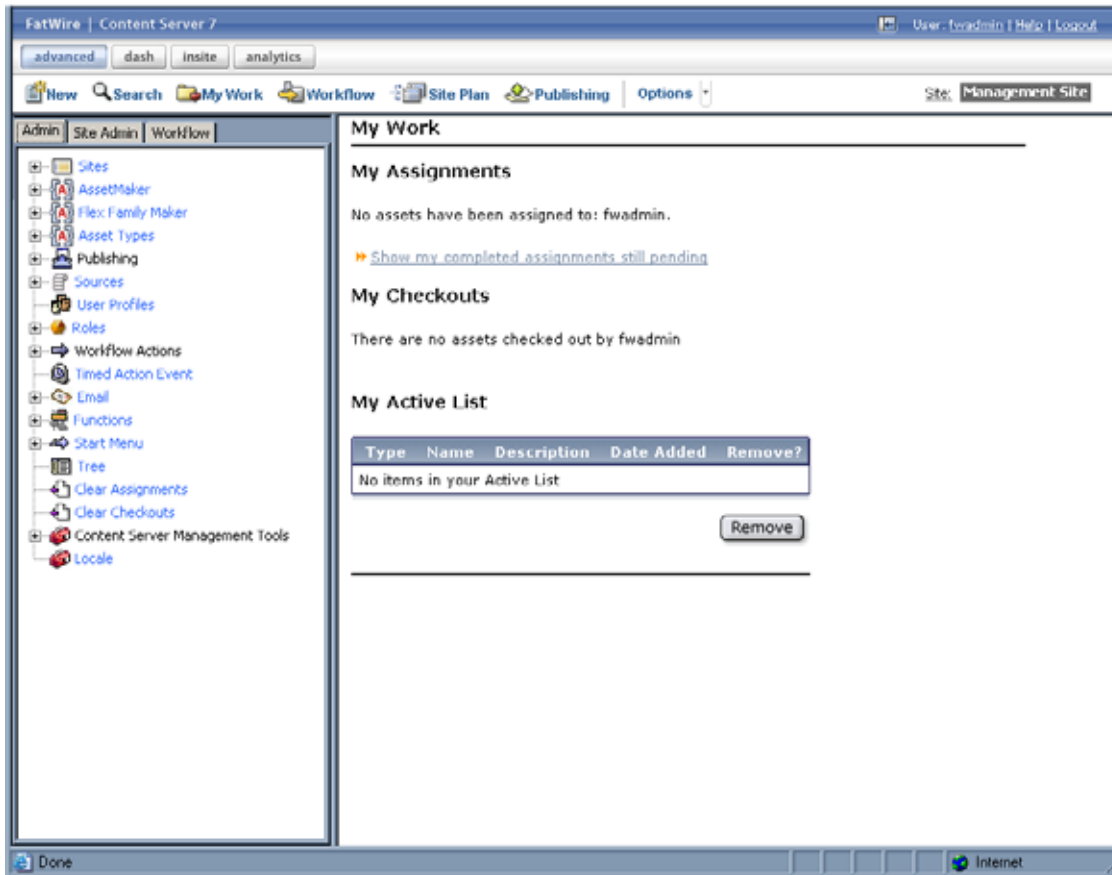 FatWire | Content Server 7
User: fwadmin | Help | Logout
advanced dash insite analytics
New Search My Work Workflow Site Plan Publishing Options Site: Management Site
Admin Site Admin Workflow
Sites
AssetMaker
Flex Family Maker
Asset Types
Publishing
Sources
User Profiles
Roles
Workflow Actions
Timed Action Event
Email
Functions
Start Menu
Tree
Clear Assignments
Clear Checkouts
Content Server Management Tools
Locale
My Work
My Assignments
No assets have been assigned to: fwadmin.
Show my completed assignments still pending
My Checkouts
There are no assets checked out by fwadmin
My Active List
Type Name Description Date Added Remove?
No items in your Active List
Remove
Done Internet